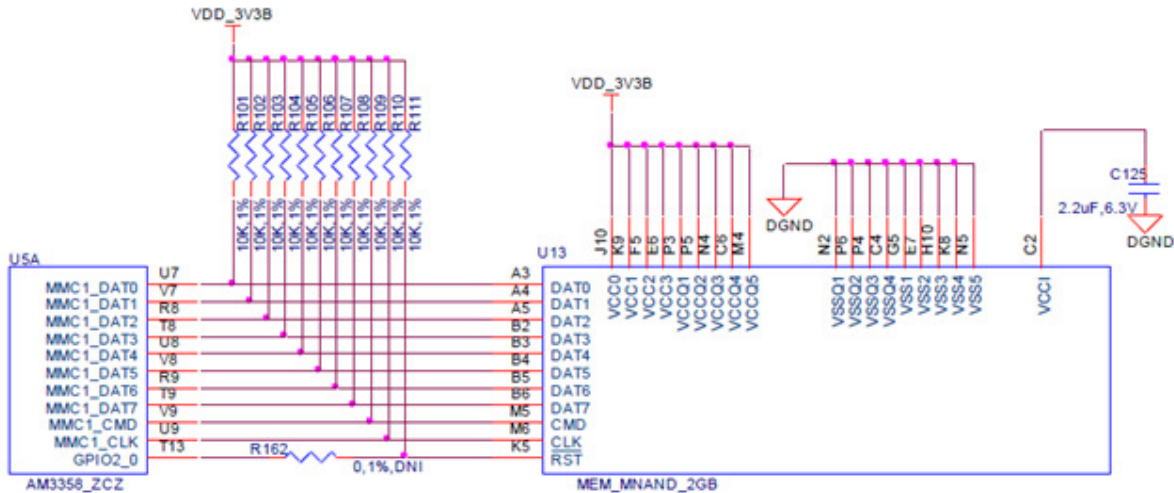 VDD_3V3B
R101
R102
R103
R104
R105
R106
R107
R108
R109
R110
R111
10K,1%
10K,1%
10K,1%
10K,1%
10K,1%
10K,1%
10K,1%
10K,1%
10K,1%
10K,1%
10K,1%
VDD_3V3B
DGND
C125
2.2uF,6.3V
DGND
U5A
MMC1_DAT0 U7
MMC1_DAT1 V7
MMC1_DAT2 R8
MMC1_DAT3 T8
MMC1_DAT4 U8
MMC1_DAT5 V8
MMC1_DAT6 R9
MMC1_DAT7 T9
MMC1_CMD V9
MMC1_CLK U9
GPIO2_0 T13
AM3358_ZCZ
R162
0,1%,DNI
U13
J10 VCC0
K9 VCC1
F5 VCC2
E6 VCC3
P3 VCCQ1
P5 VCCQ2
N4 VCCQ3
C6 VCCQ4
M4 VCCQ5
N2 VSSQ1
P6 VSSQ2
P4 VSSQ3
C4 VSSQ4
G5 VSS1
E7 VSS2
H10 VSS3
K8 VSS4
N5 VSS5
C2 VCCI
A3 DAT0
A4 DAT1
A5 DAT2
B2 DAT3
B3 DAT4
B4 DAT5
B5 DAT6
B6 DAT7
M5 CMD
M6 CLK
K5 RST
MEM_MNAND_2GB